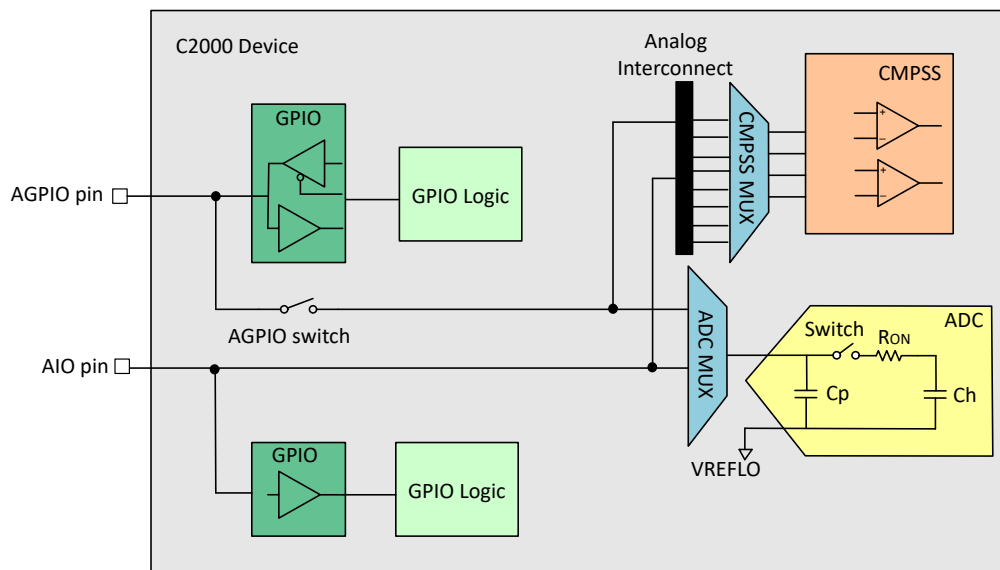 C2000 Device
Analog
Interconnect
CMPSS
GPIO
+
-
CMPSS MUX
GPIO Logic
+
-
AGPIO pin
AGPIO switch
ADC MUX
ADC
Switch
RON
AIO pin
Cp
Ch
GPIO
VREFLO
GPIO Logic